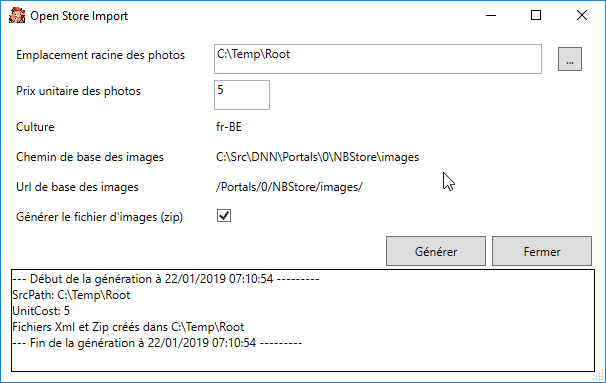 Open Store Import
Emplacement racine des photos C:\Temp\Root ...
Prix unitaire des photos 5
Culture fr-BE
Chemin de base des images C:\Src\DNN\Portals\0\NBStore\images
Url de base des images /Portals/0/NBStore/images/
Générer le fichier d'images (zip)
Générer Fermer
--- Début de la génération à 22/01/2019 07:10:54 ---------
SrcPath: C:\Temp\Root
UnitCost: 5
Fichiers Xml et Zip créés dans C:\Temp\Root
--- Fin de la génération à 22/01/2019 07:10:54 ---------